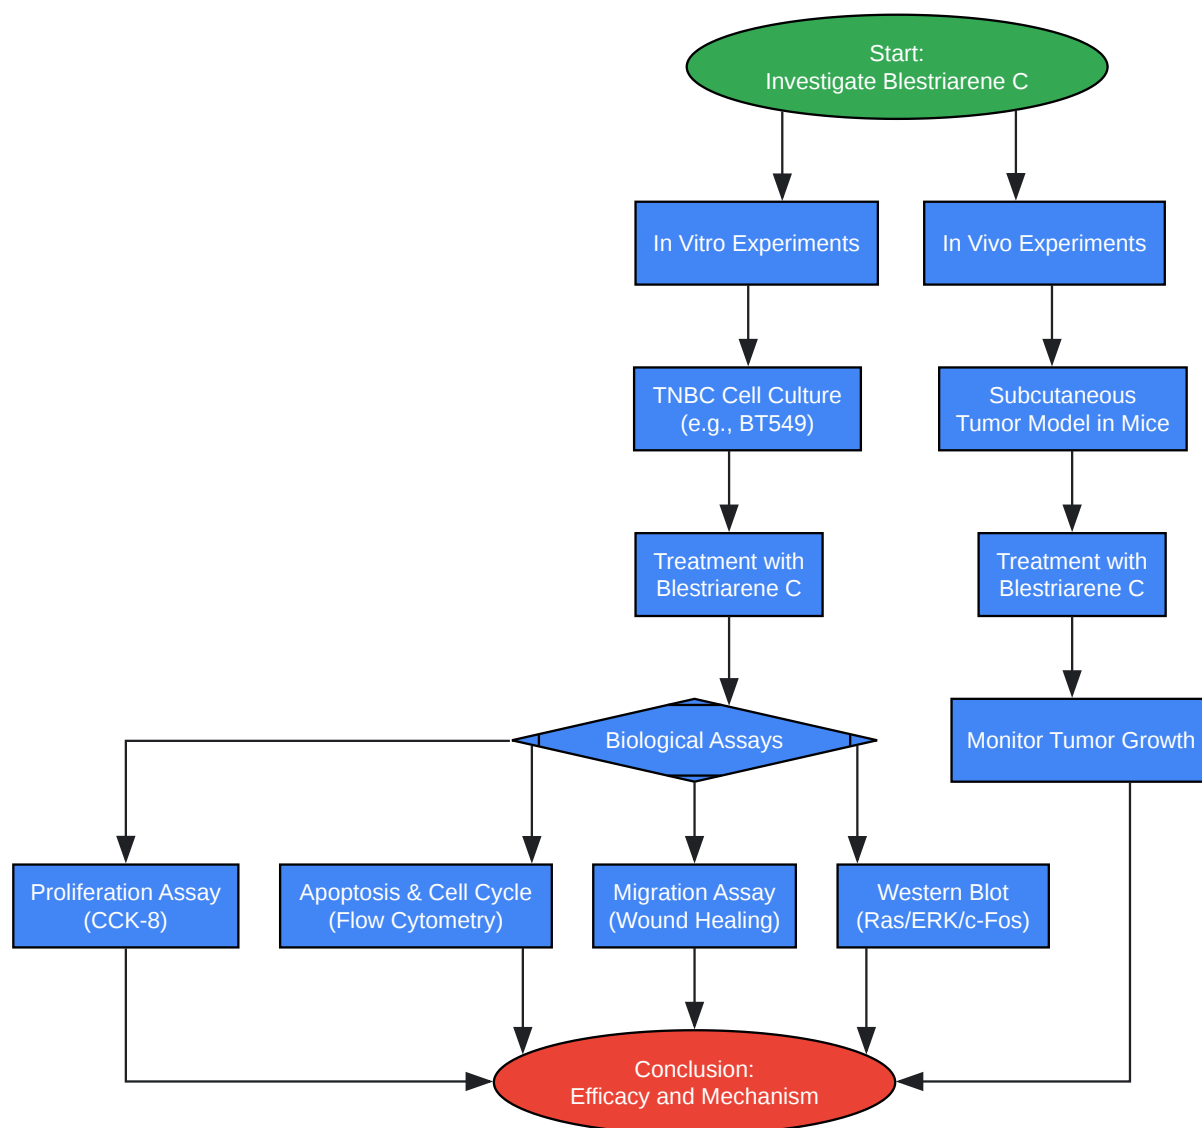 Start:
Investigate Blestriarene C
In Vitro Experiments
In Vivo Experiments
TNBC Cell Culture
(e.g., BT549)
Subcutaneous
Tumor Model in Mice
Treatment with
Blestriarene C
Treatment with
Blestriarene C
Biological Assays
Monitor Tumor Growth
Proliferation Assay
(CCK-8)
Apoptosis & Cell Cycle
(Flow Cytometry)
Migration Assay
(Wound Healing)
Western Blot
(Ras/ERK/c-Fos)
Conclusion:
Efficacy and Mechanism